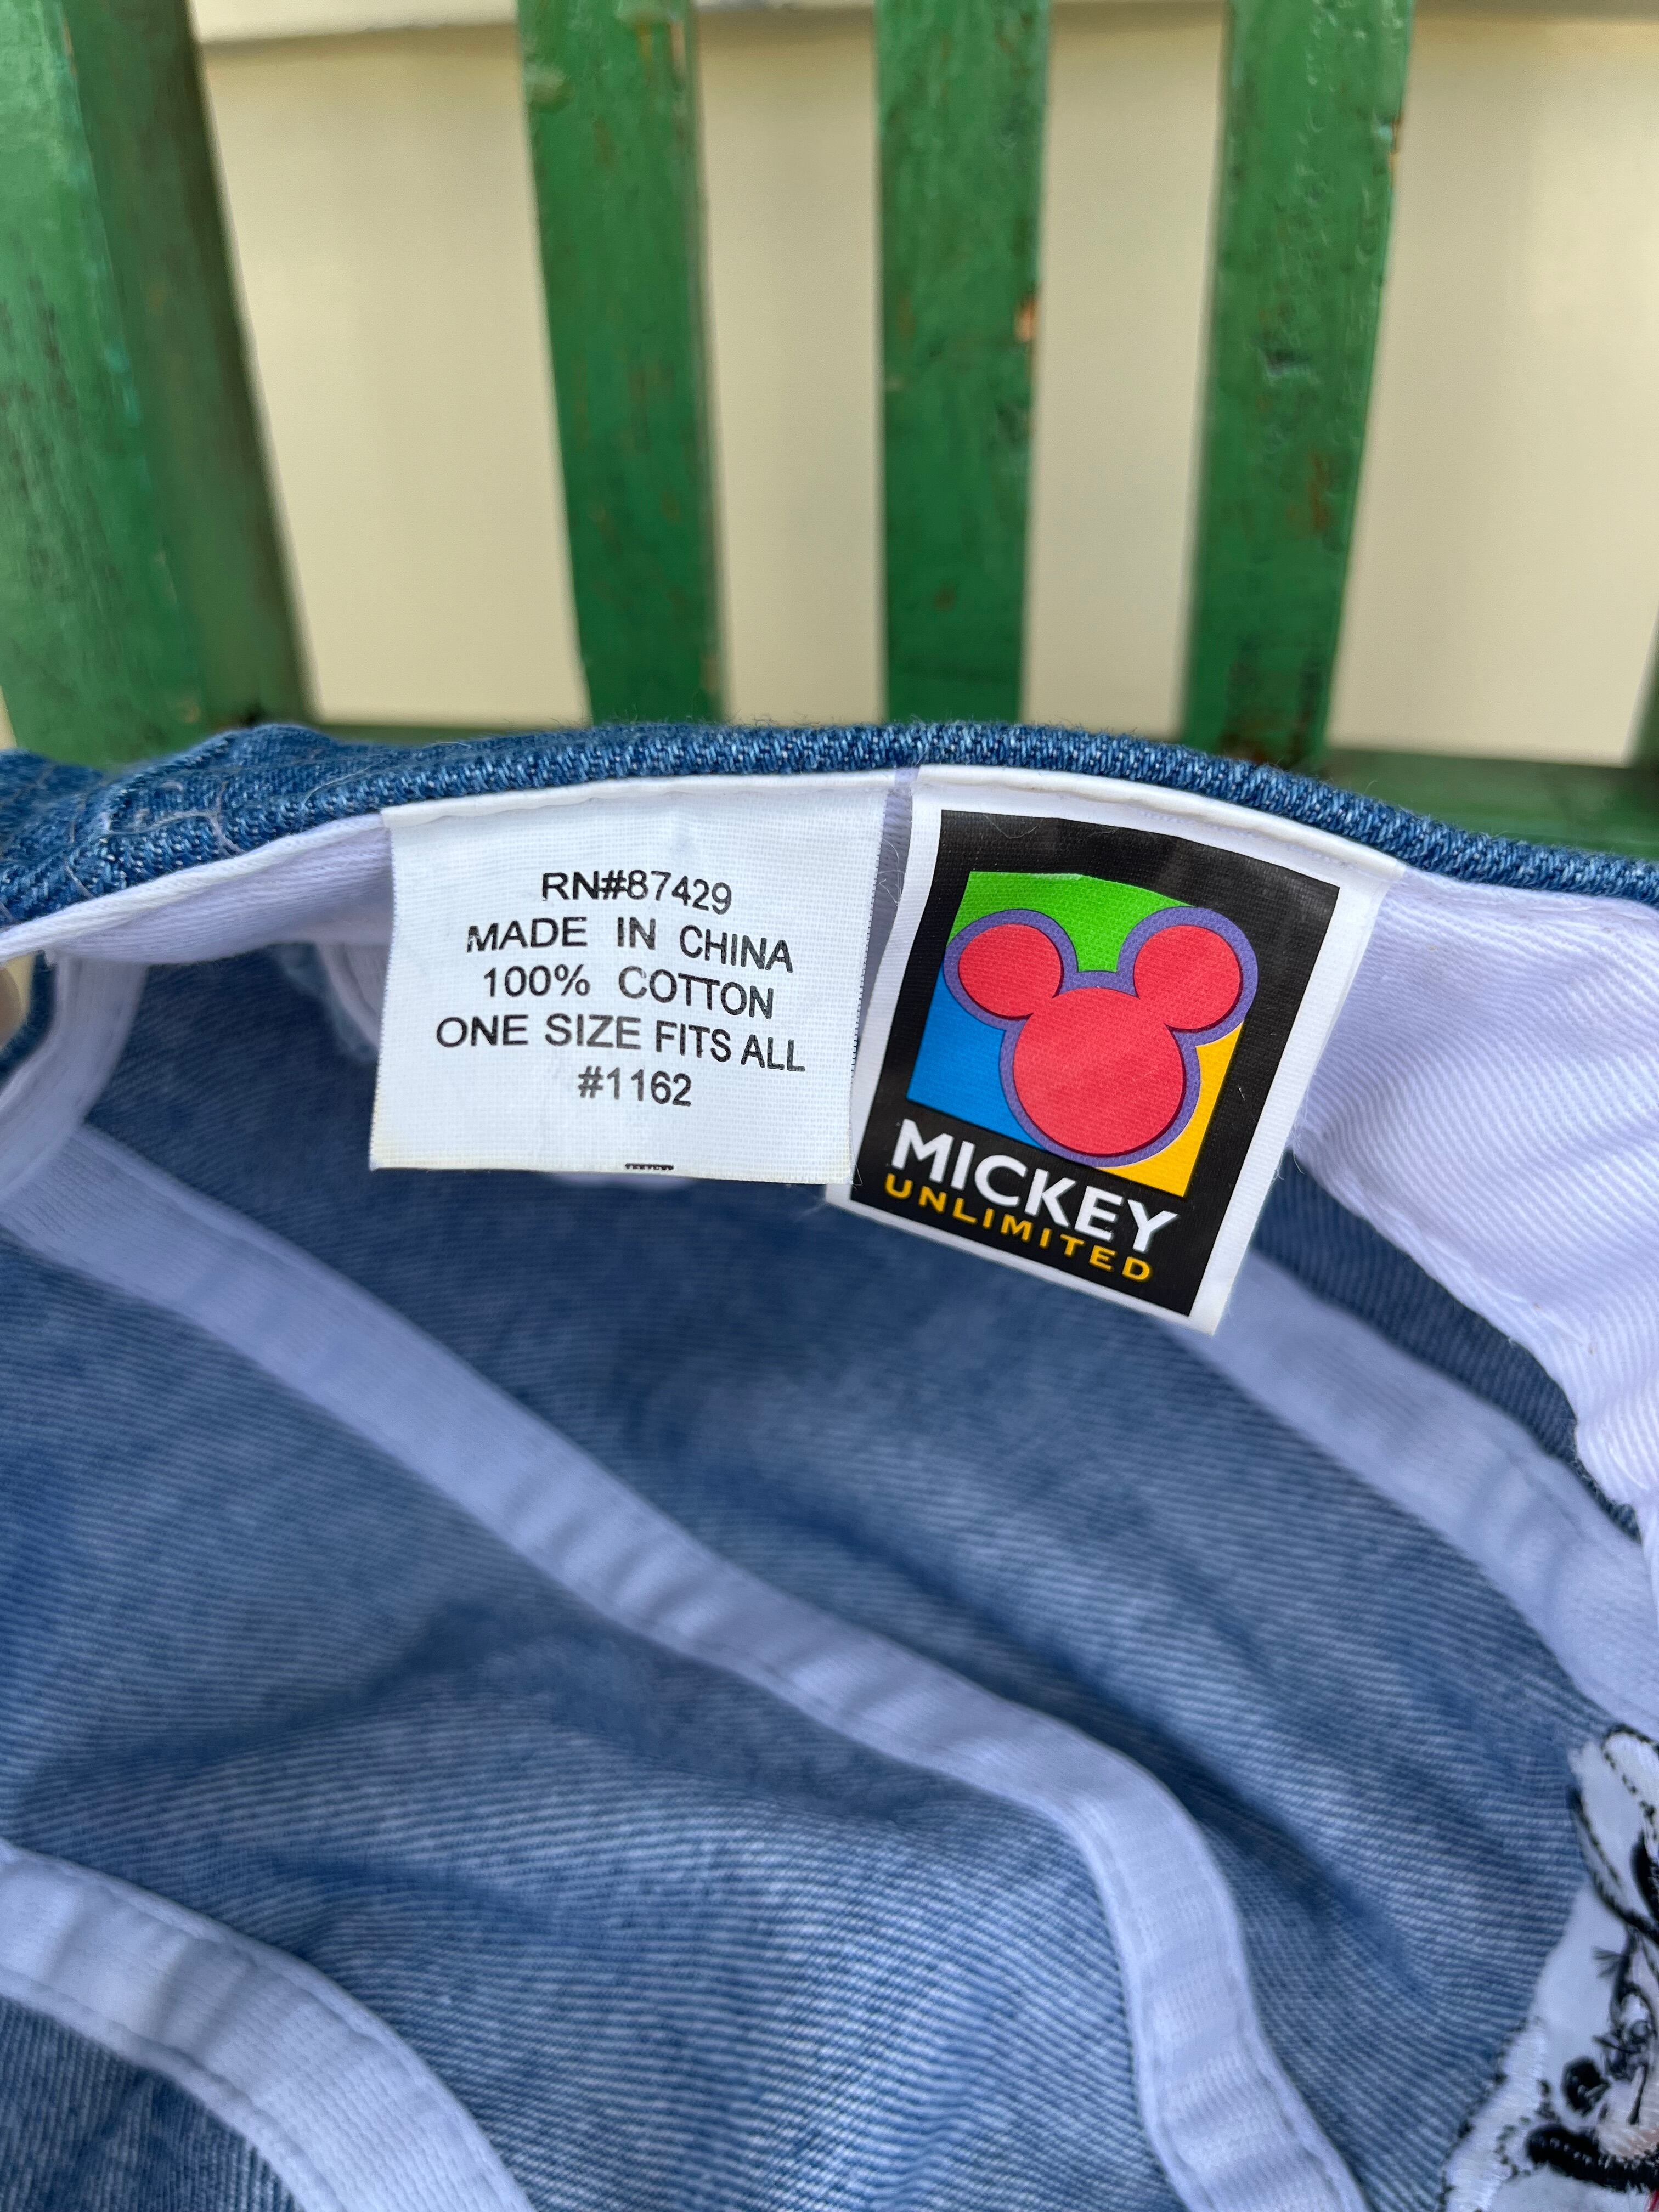 RN#87429
MADE IN CHINA
100% COTTON
ONE SIZE FITS ALL
#1162
MICKEY
UNLIMITED